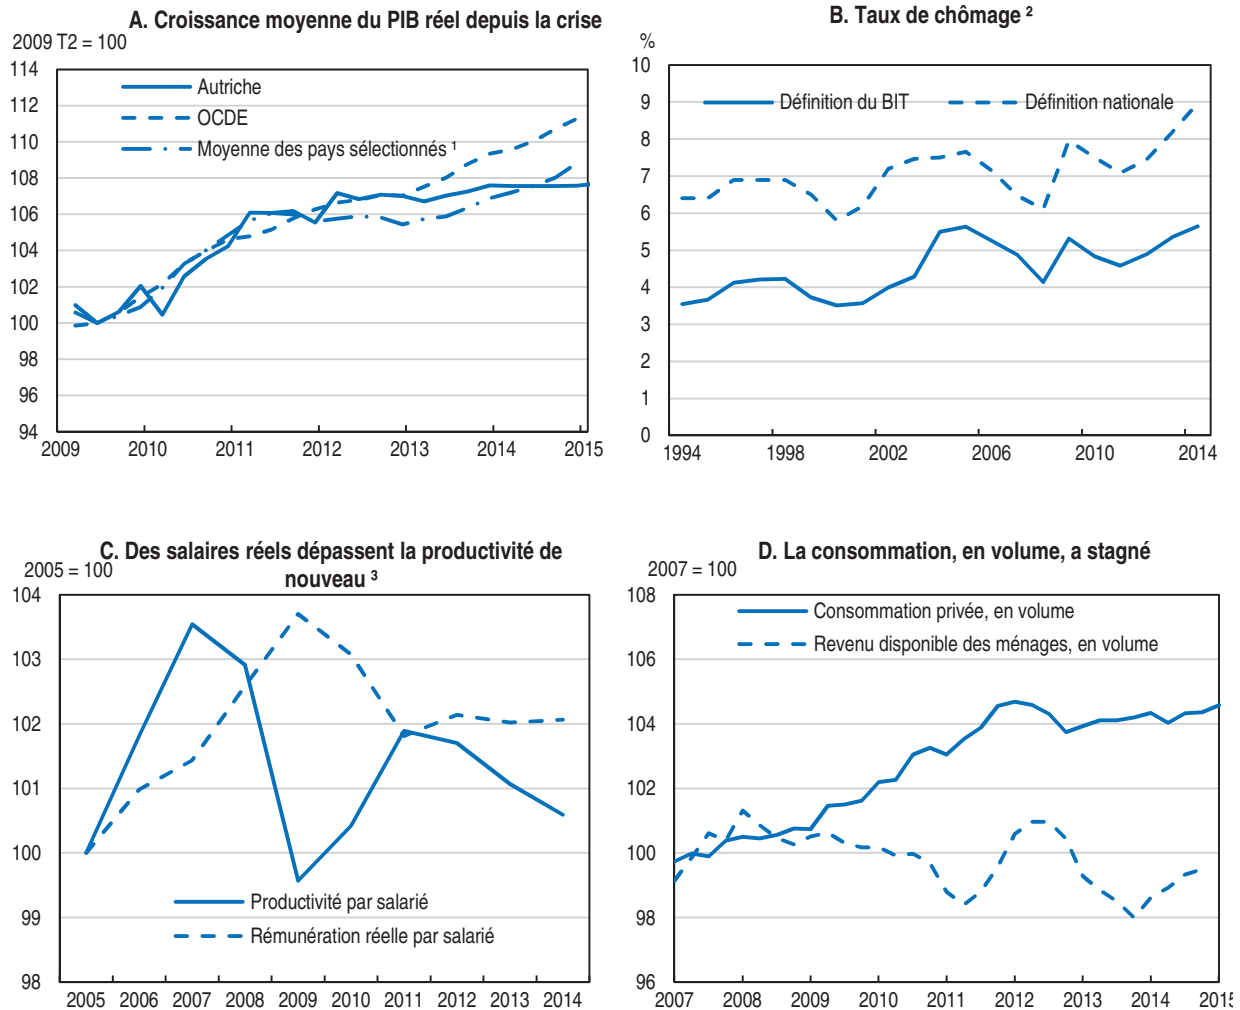 A. Croissance moyenne du PIB réel depuis la crise
2009 T2 = 100
114
112
110
108
106
104
102
100
98
96
94
Autriche
OCDE
Moyenne des pays sélectionnés ¹
2009 2010 2011 2012 2013 2014 2015
B. Taux de chômage ²
%
10
9
8
7
6
5
4
3
2
1
0
Définition du BIT Définition nationale
1994 1998 2002 2006 2010 2014
C. Des salaires réels dépassent la productivité de
nouveau ³
2005 = 100
104
103
102
101
100
99
98
Productivité par salarié
Rémunération réelle par salarié
2005 2006 2007 2008 2009 2010 2011 2012 2013 2014
D. La consommation, en volume, a stagné
2007 = 100
108
106
104
102
100
98
96
Consommation privée, en volume
Revenu disponible des ménages, en volume
2007 2008 2009 2010 2011 2012 2013 2014 2015